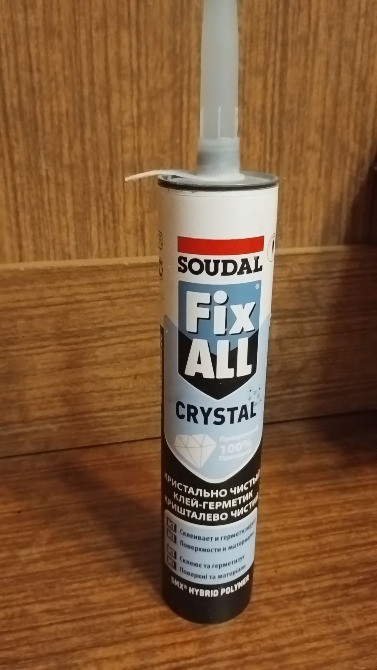 SOUDAL
Fix
ALL
CRYSTAL
100%
КРИСТАЛЬНО ЧИСТЫЙ
КЛЕЙ-ГЕРМЕТИК
КРИШТАЛЕВО ЧИСТИЙ
Склеивает и герметизирует
Поверхности и материалы
Склеює та герметизує
Поверхні та матеріали
SMX® HYBRID POLYMER